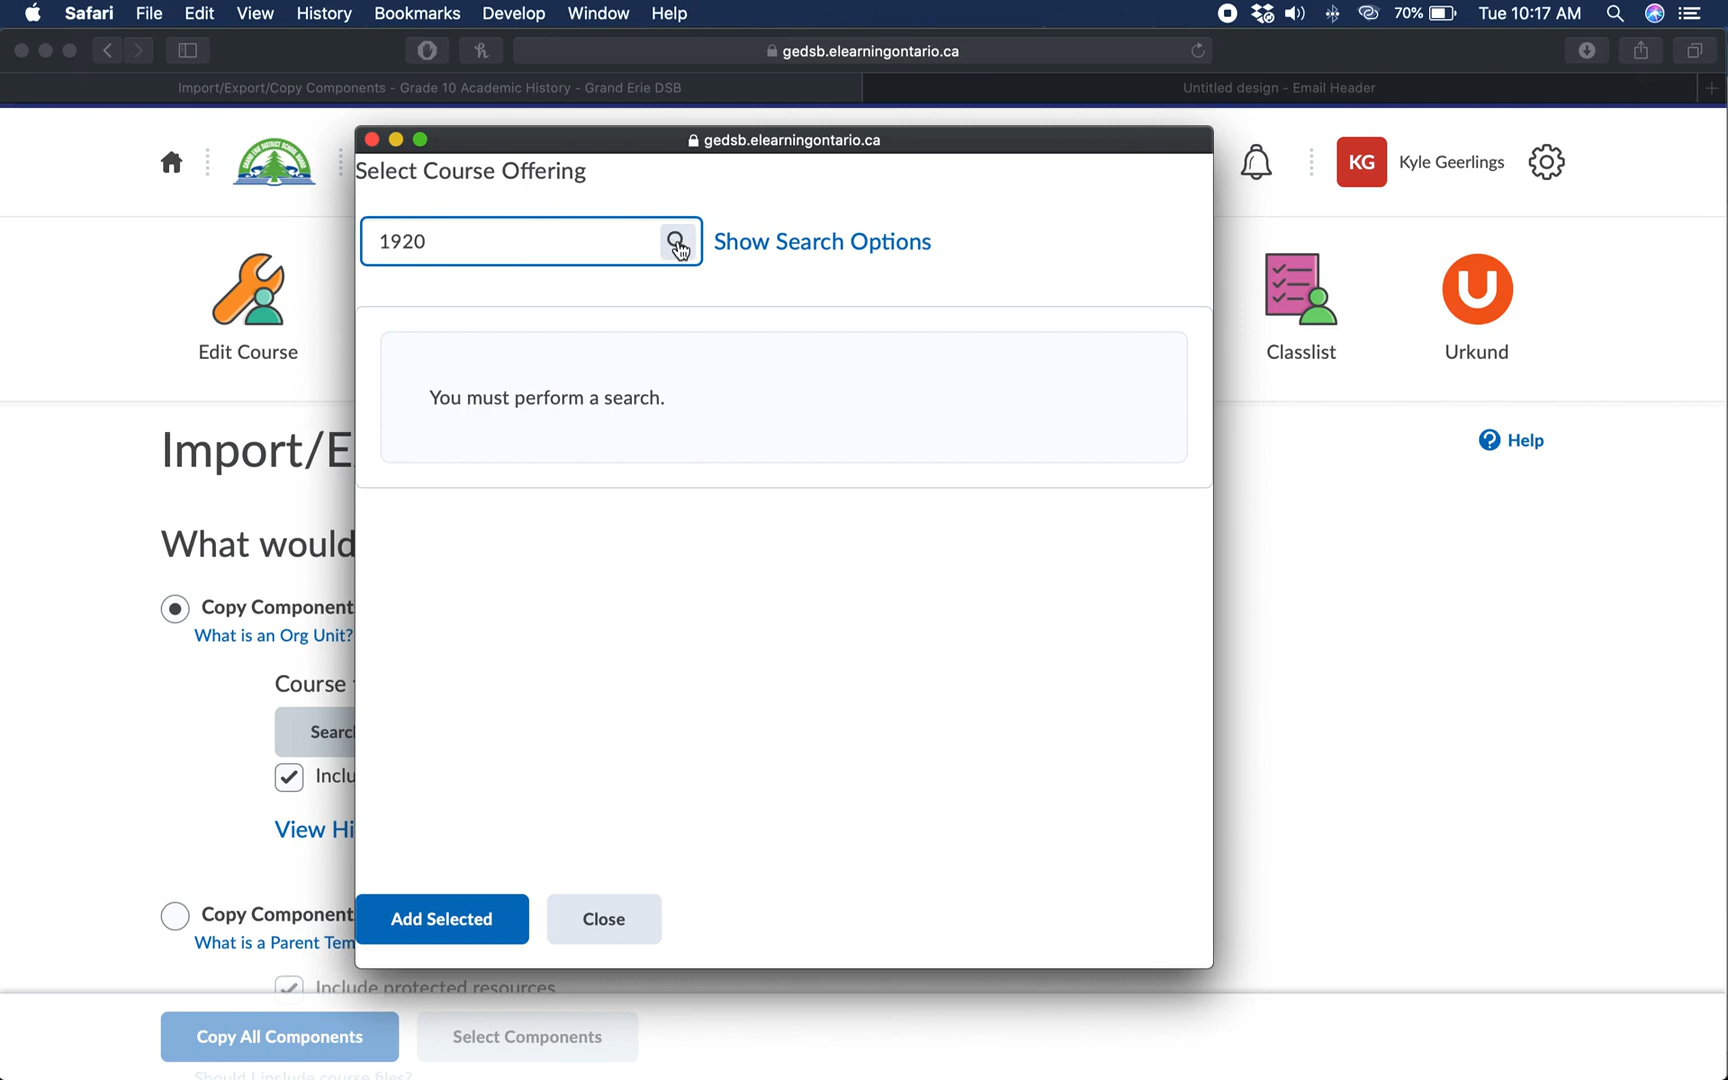 Safari File Edit View History Bookmarks Develop Window Help 70% Tue 10:17 AM
gedsb.elearningontario.ca
Import/Export/Copy Components - Grade 10 Academic History - Grand Erie DSB
Untitled design - Email Header
gedsb.elearningontario.ca
Select Course Offering
KG Kyle Geerlings
1920
Show Search Options
Edit Course
Classlist
Urkund
You must perform a search.
Import/E
Help
What would
Copy Component
What is an Org Unit?
Course
Searc
Inclu
View Hi
Copy Component
What is a Parent Tem
Add Selected
Close
Include protected resources
Copy All Components
Select Components
Should I include course files?